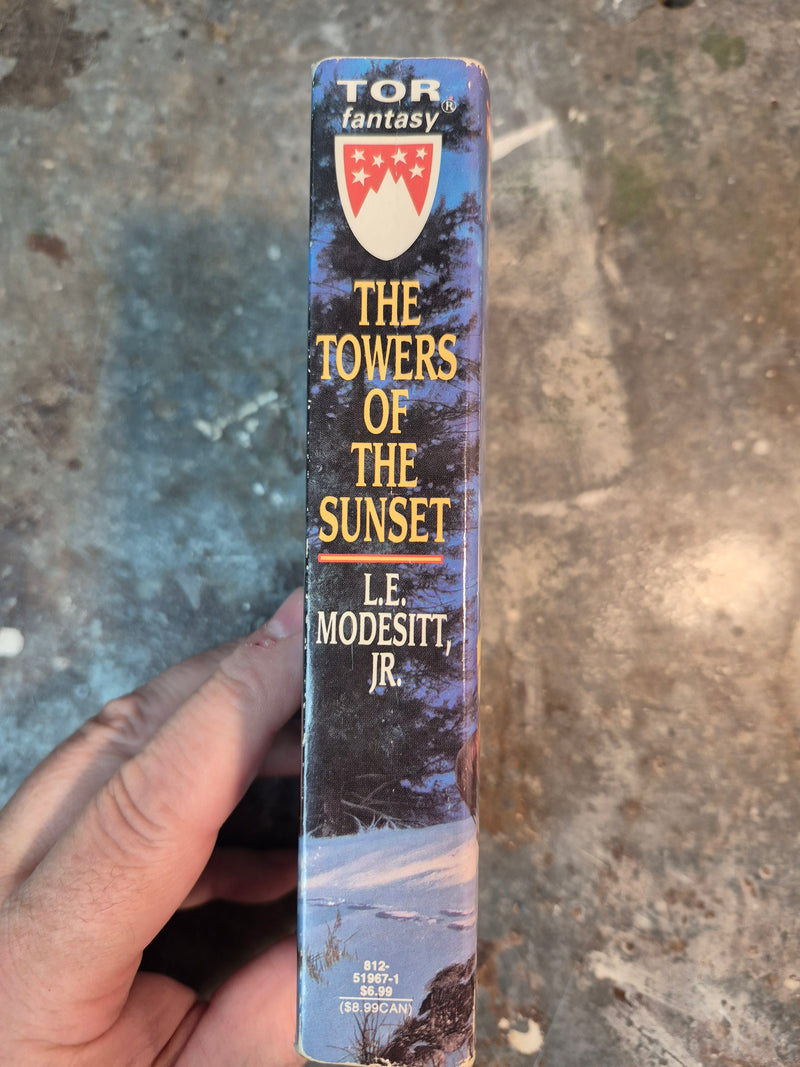 TOR
fantasy®
THE
TOWERS
OF
THE
SUNSET
L.E.
MODESITT,
JR.
812-
51967-1
$6.99
($8.99CAN)